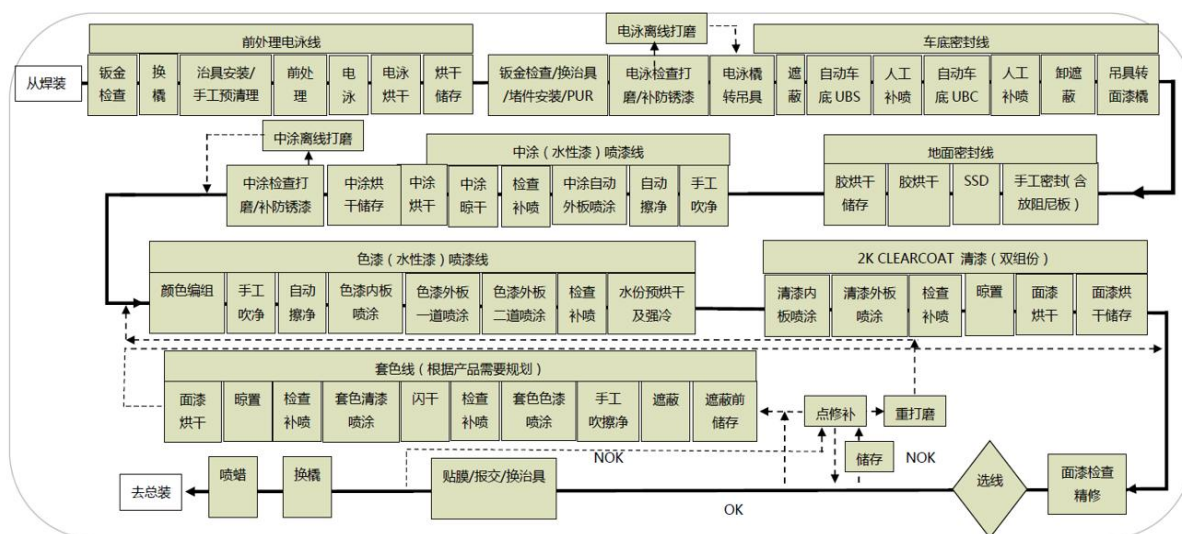 前处理电泳线
电泳离线打磨
车底密封线
从焊装
钣金
检查
换
橇
治具安装/
手工预清理
前处
理
电
泳
电泳
烘干
烘干
储存
钣金检查/换治具
/堵件安装/PUR
电泳检查打
磨/补防锈漆
电泳橇
转吊具
遮
蔽
自动车
底 UBS
人工
补喷
自动车
底 UBC
人工
补喷
卸遮
蔽
吊具转
面漆橇
中涂离线打磨
中涂（水性漆）喷漆线
地面密封线
中涂检查打
磨/补防锈漆
中涂烘
干储存
中涂
烘干
中涂
晾干
检查
补喷
中涂自动
外板喷涂
自动
擦净
手工
吹净
胶烘干
储存
胶烘干
SSD
手工密封（含
放阻尼板）
色漆（水性漆）喷漆线
2K CLEARCOAT 清漆（双组份）
颜色编组
手工
吹净
自动
擦净
色漆内板
喷涂
色漆外板
一道喷涂
色漆外板
二道喷涂
检查
补喷
水份预烘干
及强冷
清漆内
板喷涂
清漆外板
喷涂
检查
补喷
晾置
面漆
烘干
面漆烘
干储存
套色线（根据产品需要规划）
面漆
烘干
晾置
检查
补喷
套色清漆
喷涂
闪干
检查
补喷
套色色漆
喷涂
手工
吹擦净
遮蔽
遮蔽前
储存
点修补
重打磨
储存
NOK
NOK
去总装
喷蜡
换橇
贴膜/报交/换治具
OK
选线
面漆检查
精修